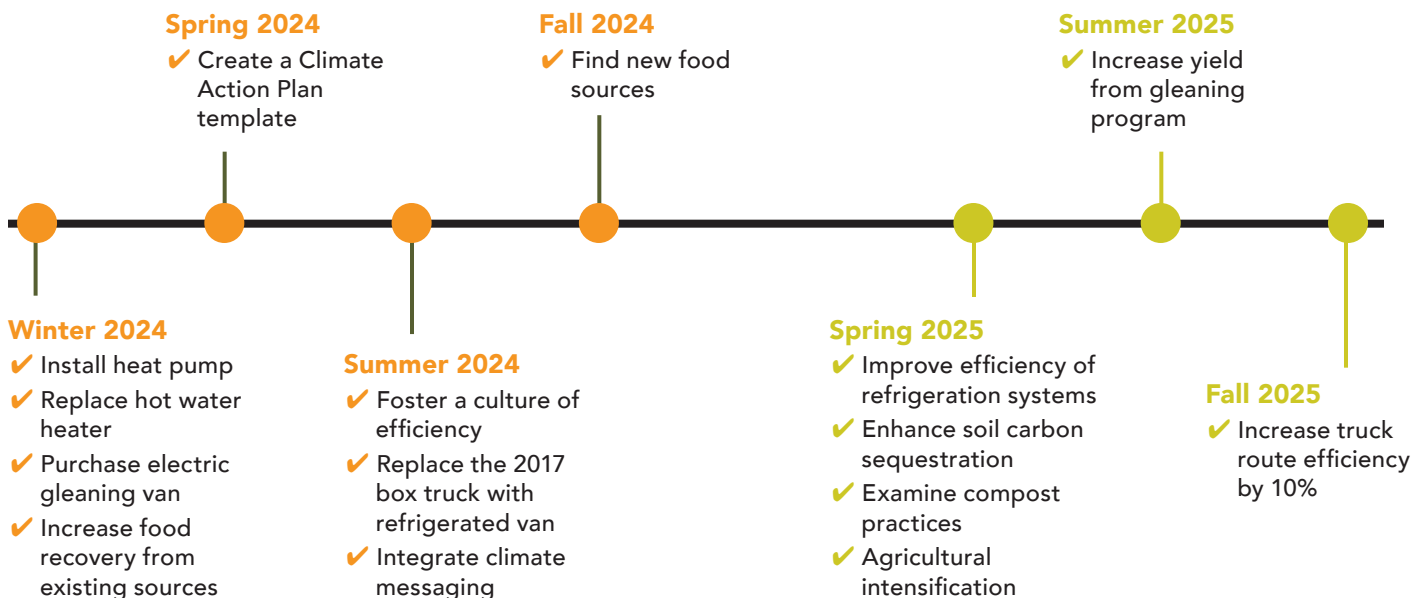 Spring 2024
✔ Create a Climate
Action Plan
template
Fall 2024
✔ Find new food
sources
Summer 2025
✔ Increase yield
from gleaning
program
Winter 2024
✔ Install heat pump
✔ Replace hot water
heater
✔ Purchase electric
gleaning van
✔ Increase food
recovery from
existing sources
Summer 2024
✔ Foster a culture of
efficiency
✔ Replace the 2017
box truck with
refrigerated van
✔ Integrate climate
messaging
Spring 2025
✔ Improve efficiency of
refrigeration systems
✔ Enhance soil carbon
sequestration
✔ Examine compost
practices
✔ Agricultural
intensification
Fall 2025
✔ Increase truck
route efficiency
by 10%